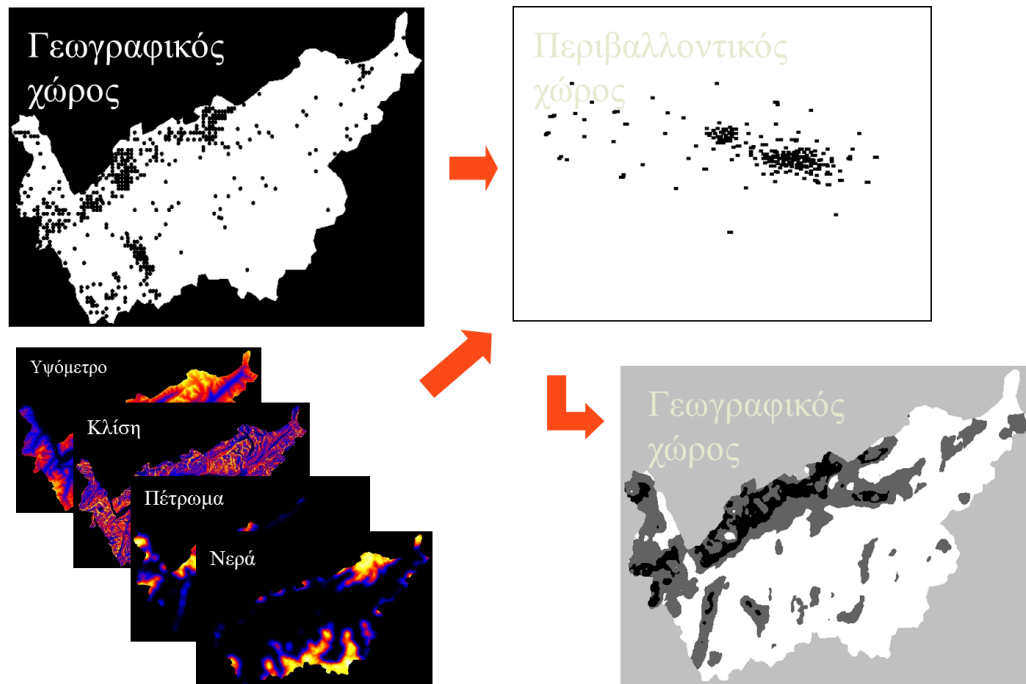 Γεωγραφικός
χώρος
Περιβαλλοντικός
χώρος
Υψόμετρο
Κλίση
Πέτρωμα
Νερά
Γεωγραφικός
χώρος